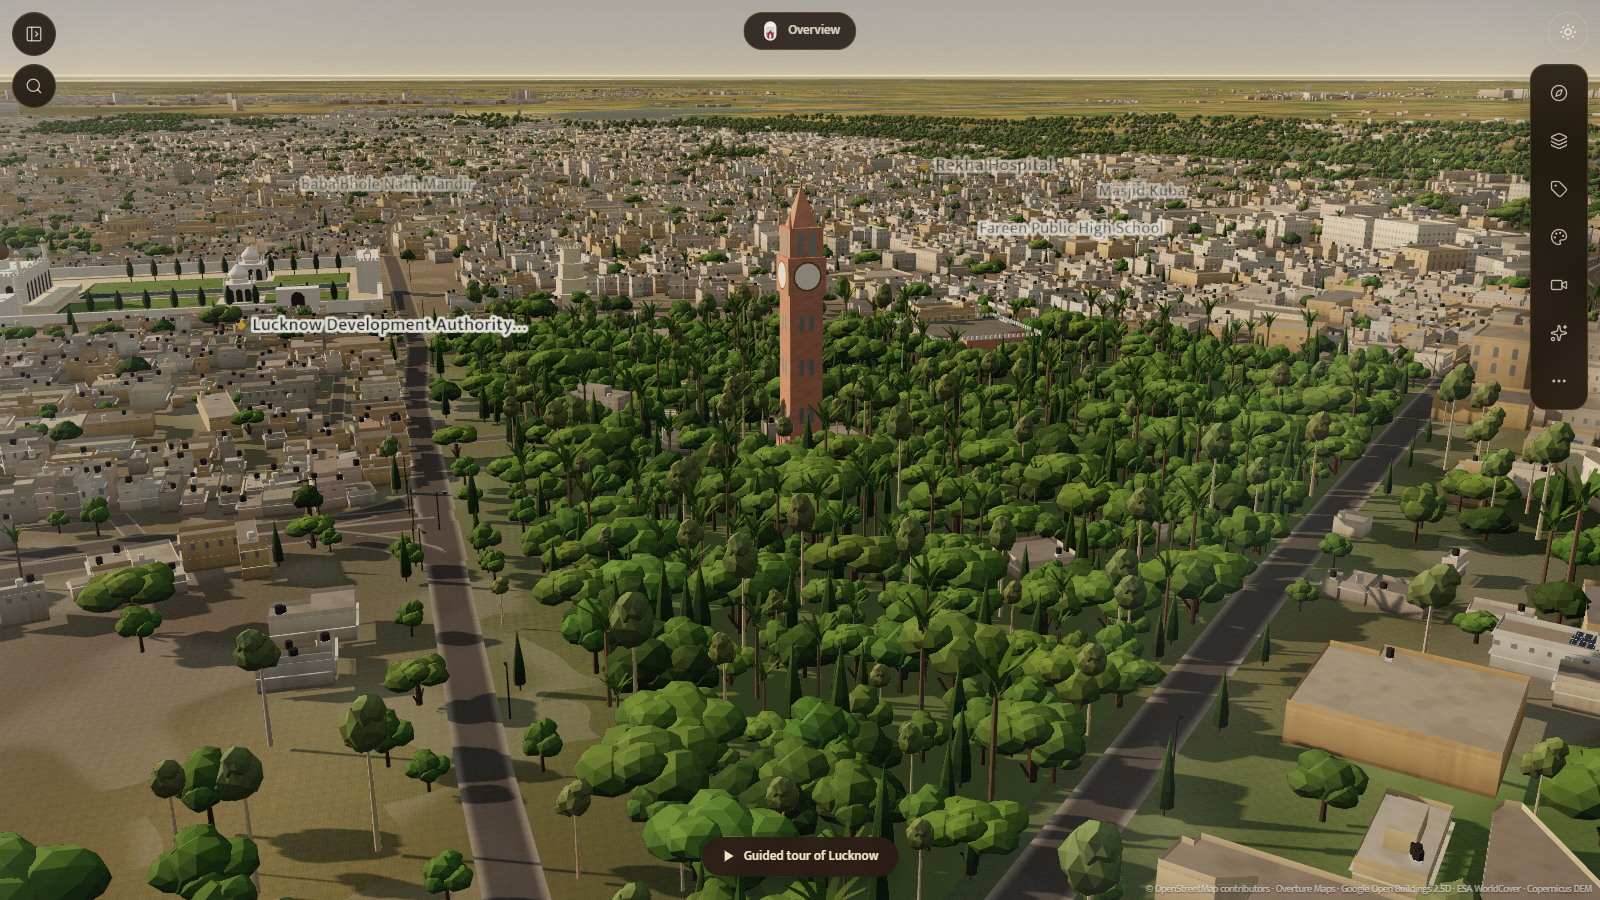 Overview
Rekha Hospital
Baba Bhole Nath Mandir
Masjid Kuba
Fareen Public High School
Lucknow Development Authority...
Guided tour of Lucknow
© OpenStreetMap contributors · Overture Maps · Google Open Buildings 2.5D · ESA WorldCover · Copernicus DEM